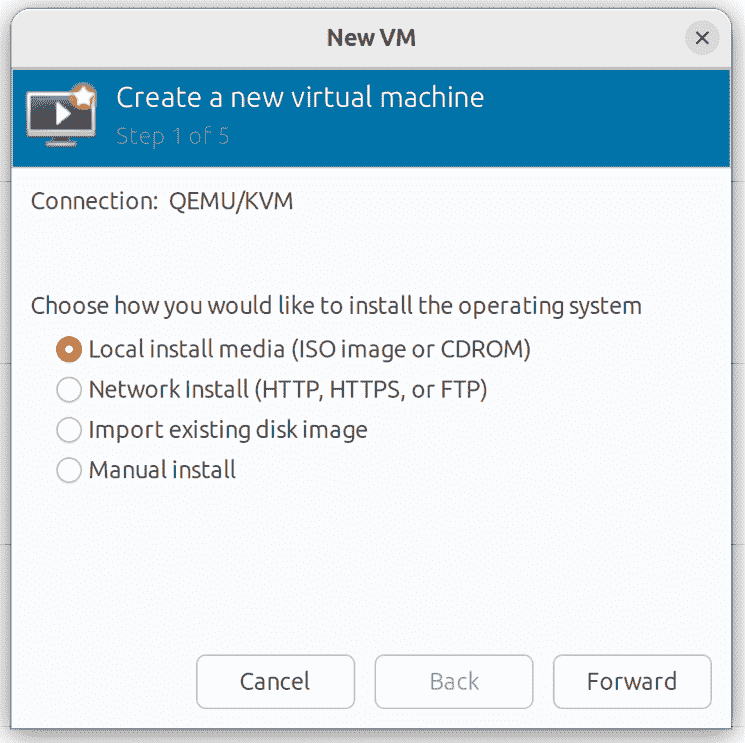 New VM
Create a new virtual machine
Step 1 of 5
Connection: QEMU/KVM
Choose how you would like to install the operating system
Local install media (ISO image or CDROM)
Network Install (HTTP, HTTPS, or FTP)
Import existing disk image
Manual install
Cancel
Back
Forward